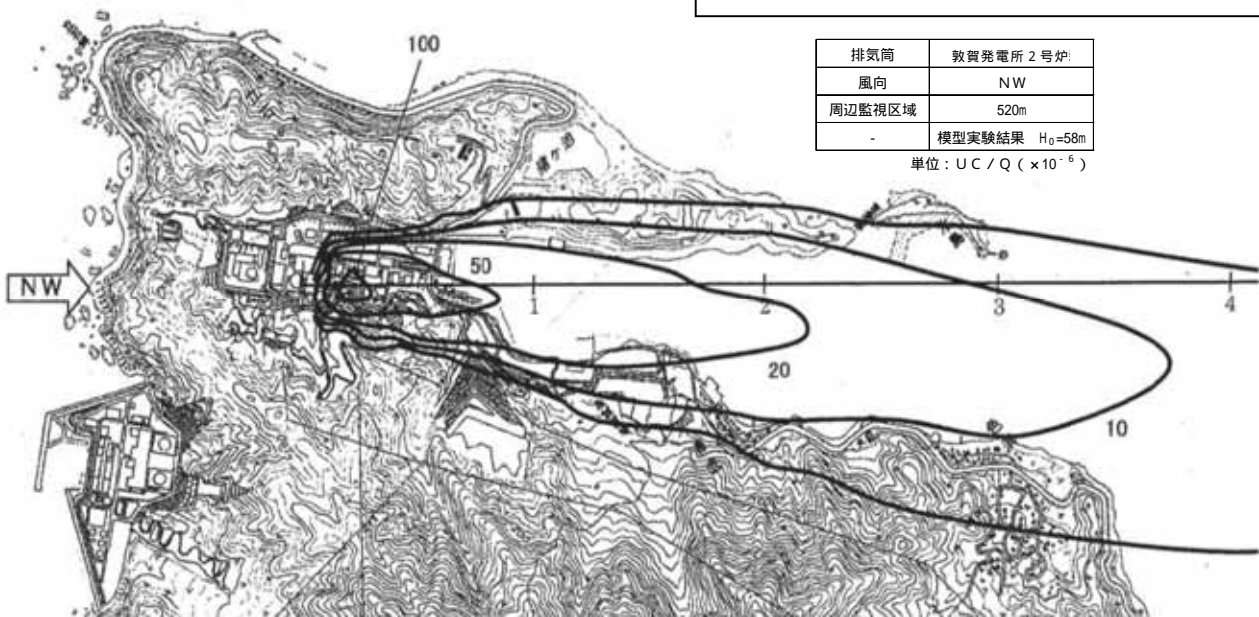 100
排気筒 敦賀発電所2号炉
風向 NW
周辺監視区域 520m
- 模型実験結果 H₀=58m
単位:UC/Q(×10⁻⁶)
NW
50
1 2 3 4
20
10